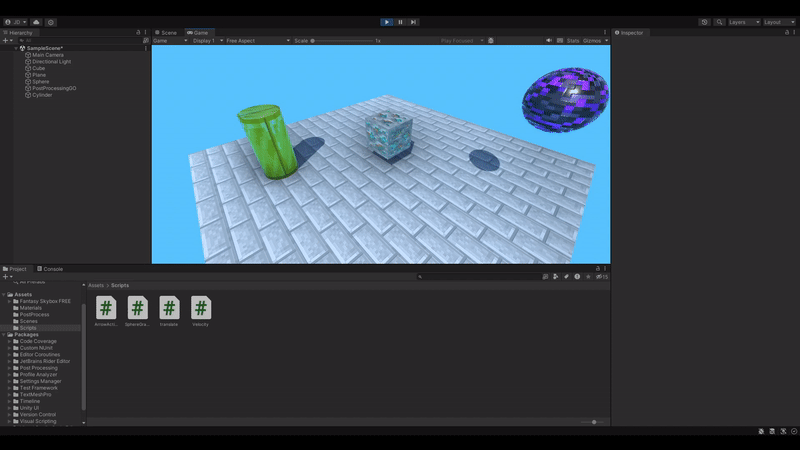 JD
Layers
Layout
Hierarchy
Scene
Game
Inspector
All
Game
Display 1
Free Aspect
Scale
1x
Play Focused
Stats
Gizmos
SampleScene*
Main Camera
Directional Light
Cube
Plane
Sphere
PostProcessingGO
Cylinder
Project
Console
15
All Prefabs
Assets
Fantasy Skybox FREE
Materials
PostProcess
Scenes
Scripts
Packages
Code Coverage
Custom NUnit
Editor Coroutines
JetBrains Rider Editor
Post Processing
Profile Analyzer
Settings Manager
Test Framework
TextMeshPro
Timeline
Unity UI
Version Control
Visual Scripting
Assets > Scripts
# # # #
ArrowActi...
SphereGra...
translate
Velocity